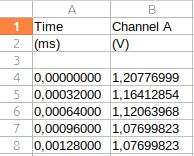 A B
1 Time Channel A
2 (ms) (V)
3
4 0,00000000 1,20776999
5 0,00032000 1,16412854
6 0,00064000 1,12063968
7 0,00096000 1,07699823
8 0,00128000 1,07699823